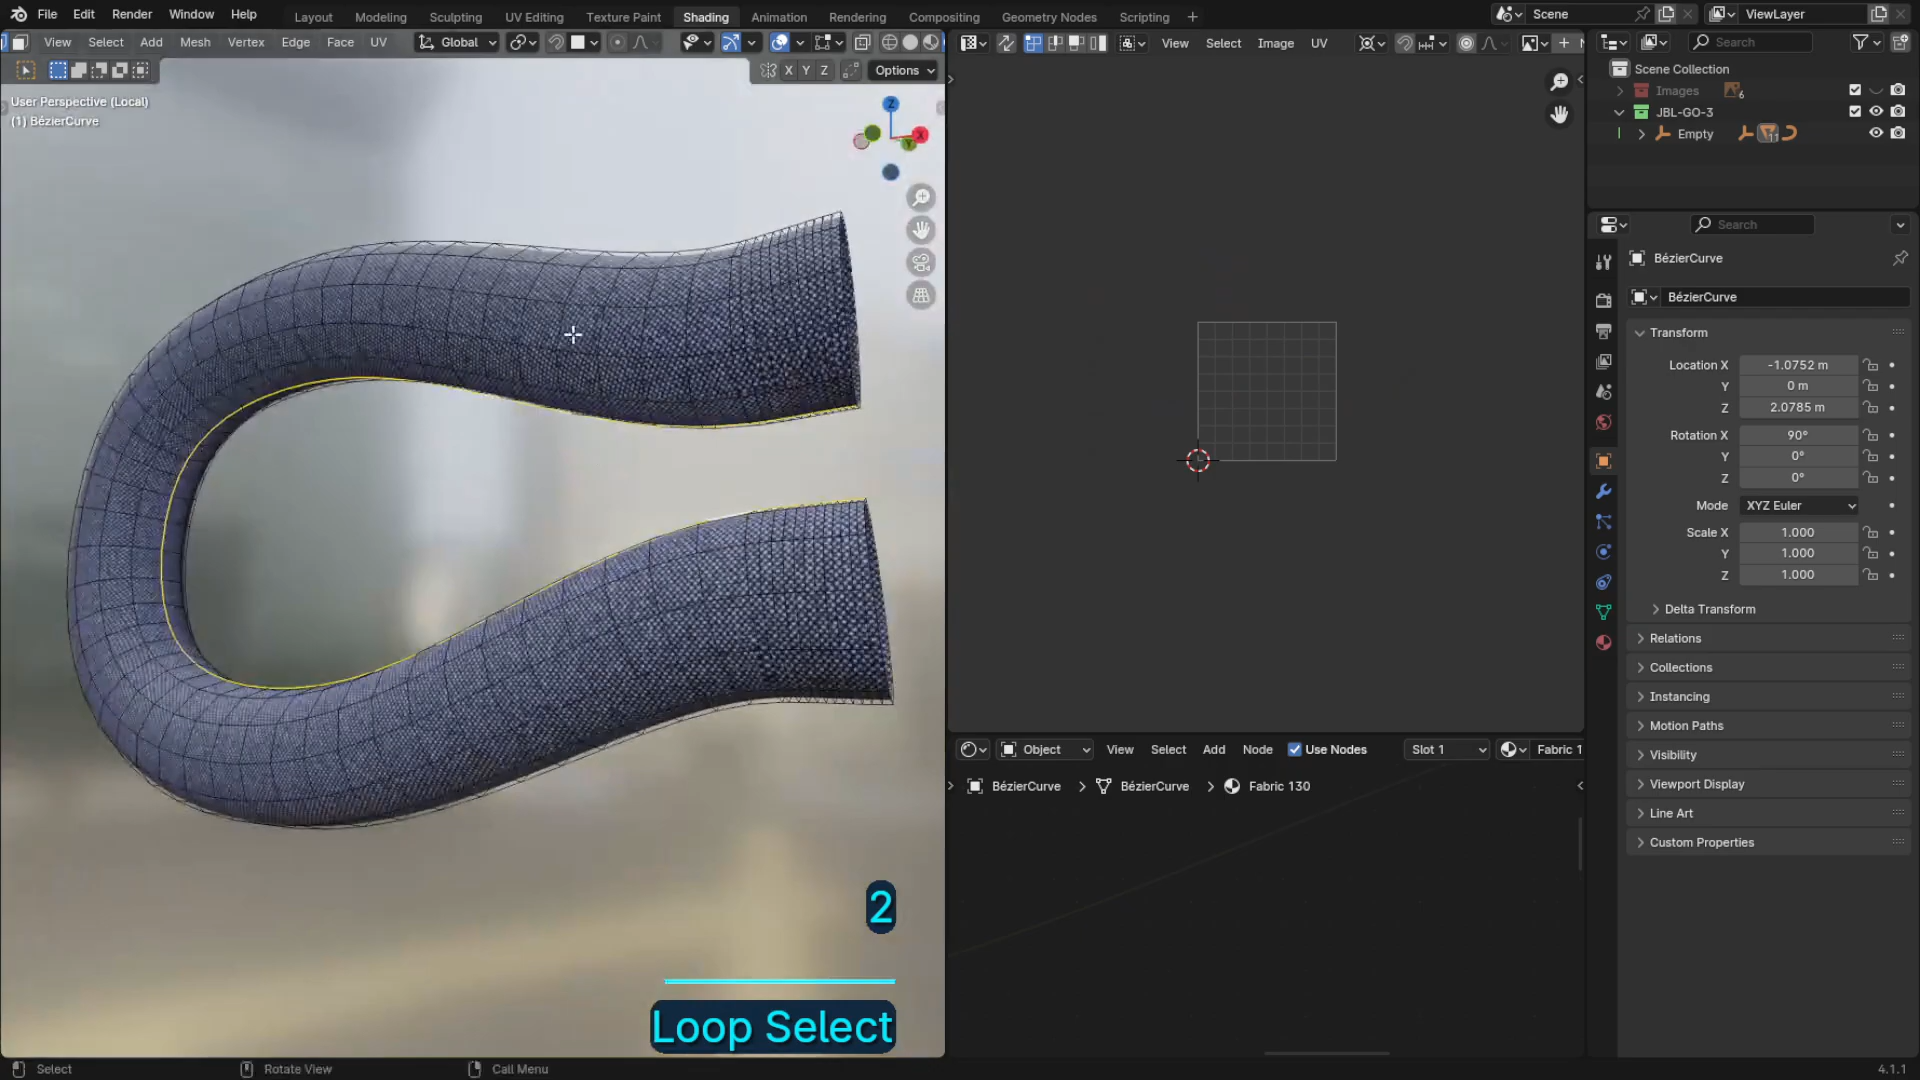 File Edit Render Window Help Layout Modeling Sculpting UV Editing Texture Paint Shading Animation Rendering Compositing Geometry Nodes Scripting + Scene ViewLayer
View Select Add Mesh Vertex Edge Face UV Global
View Select Image UV
Search
X Y Z Options
User Perspective (Local)
(1) BézierCurve
Z
X
Y
Scene Collection
Images 6
JBL-GO-3
Empty 11
Search
BézierCurve
BézierCurve
Transform
Location X -1.0752 m
Y 0 m
Z 2.0785 m
Rotation X 90°
Y 0°
Z 0°
Mode XYZ Euler
Scale X 1.000
Y 1.000
Z 1.000
Delta Transform
Relations
Collections
Instancing
Motion Paths
Visibility
Viewport Display
Line Art
Custom Properties
Object View Select Add Node Use Nodes Slot 1 Fabric 1
BézierCurve BézierCurve Fabric 130
2
Loop Select
Select Rotate View Call Menu 4.1.1